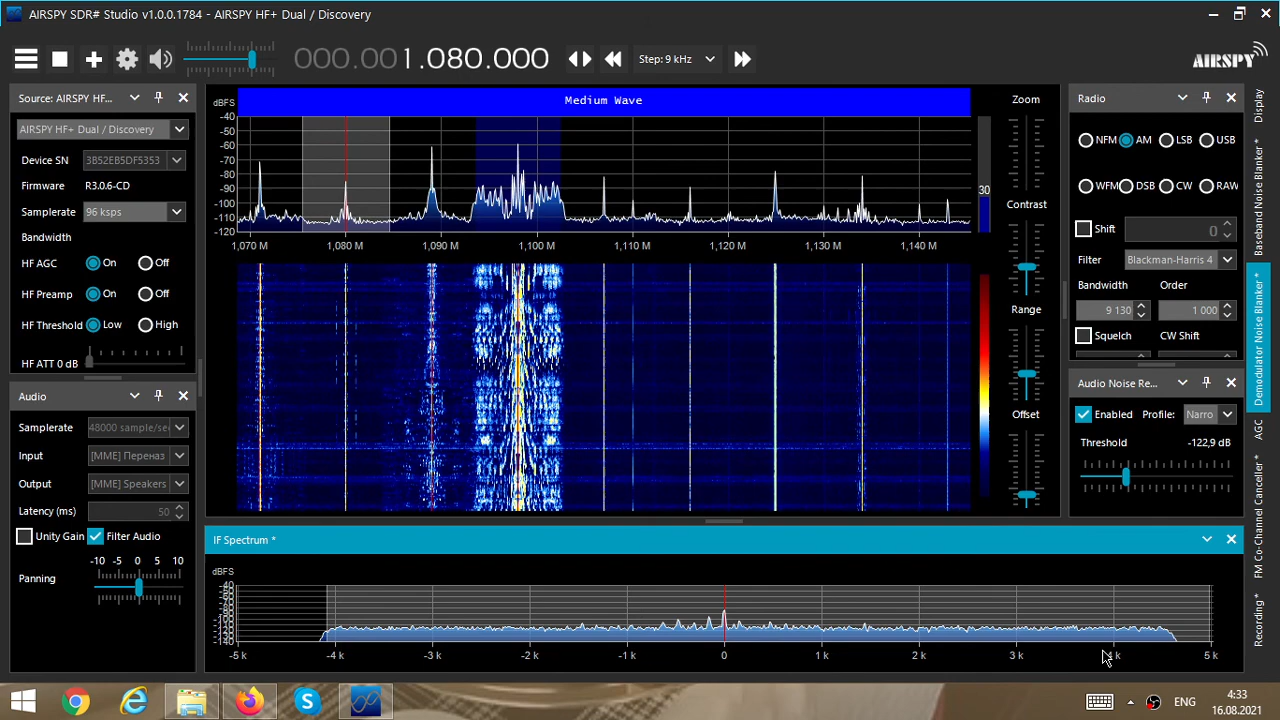 AIRSPY SDR# Studio v1.0.0.1784 - AIRSPY HF+ Dual / Discovery
000.001.080.000
Step: 9 kHz
AIRSPY
Source: AIRSPY HF...
AIRSPY HF+ Dual / Discovery
Device SN
3B52EB5DF5933
Firmware R3.0.6-CD
Samplerate 96 ksps
Bandwidth
HF AGC On Off
HF Preamp On Off
HF Threshold Low High
HF ATT 0 dB
Audio
Samplerate 48000 sample/se
Input [MME] Переназ
Output [MME] Speakers
Latency (ms) 50
Unity Gain Filter Audio
-10 -5 0 5 10
Panning
dBFS
Medium Wave
-40
-50
-60
-70
-80
-90
-100
-110
-120
1,070 M 1,080 M 1,090 M 1,100 M 1,110 M 1,120 M 1,130 M 1,140 M
30
Zoom
Contrast
Range
Offset
IF Spectrum *
dBFS
-40
-5 k -4 k -3 k -2 k -1 k 0 1 k 2 k 3 k 4 k 5 k
Radio
NFM AM LSB USB
WFM DSB CW RAW
Shift 0
Filter Blackman-Harris 4
Bandwidth Order
9 130 1 000
Squelch CW Shift
Audio Noise Re...
Enabled Profile: Narro
Threshold -122,9 dB
Display
Baseband Noise Blanker *
Demodulator Noise Blanker *
AGC
FM Co-Channel Canceller *
Recording *
ENG
4:33
16.08.2021